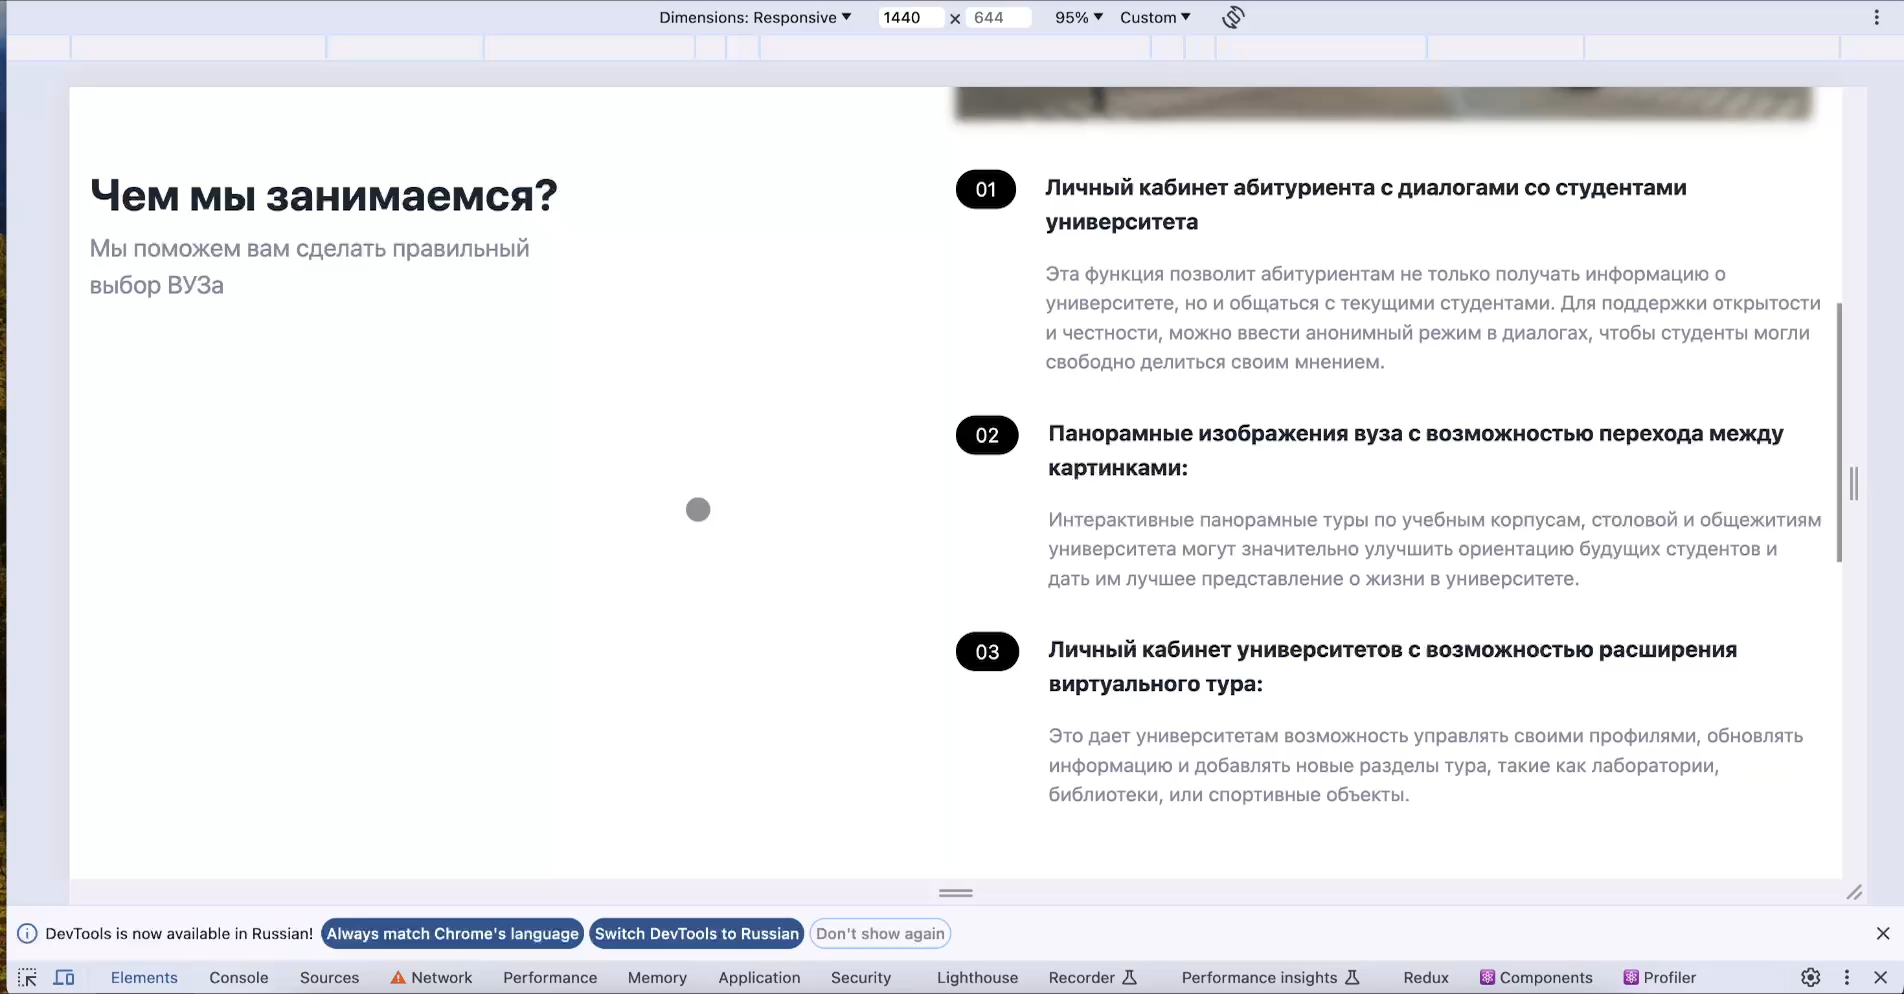 Dimensions: Responsive 1440 × 644 95% Custom
Чем мы занимаемся?
Мы поможем вам сделать правильный
выбор ВУЗа
01
Личный кабинет абитуриента с диалогами со студентами
университета
Эта функция позволит абитуриентам не только получать информацию о
университете, но и общаться с текущими студентами. Для поддержки открытости
и честности, можно ввести анонимный режим в диалогах, чтобы студенты могли
свободно делиться своим мнением.
02
Панорамные изображения вуза с возможностью перехода между
картинками:
Интерактивные панорамные туры по учебным корпусам, столовой и общежитиям
университета могут значительно улучшить ориентацию будущих студентов и
дать им лучшее представление о жизни в университете.
03
Личный кабинет университетов с возможностью расширения
виртуального тура:
Это дает университетам возможность управлять своими профилями, обновлять
информацию и добавлять новые разделы тура, такие как лаборатории,
библиотеки, или спортивные объекты.
DevTools is now available in Russian! Always match Chrome's language Switch DevTools to Russian Don't show again
Elements Console Sources Network Performance Memory Application Security Lighthouse Recorder Performance insights Redux Components Profiler